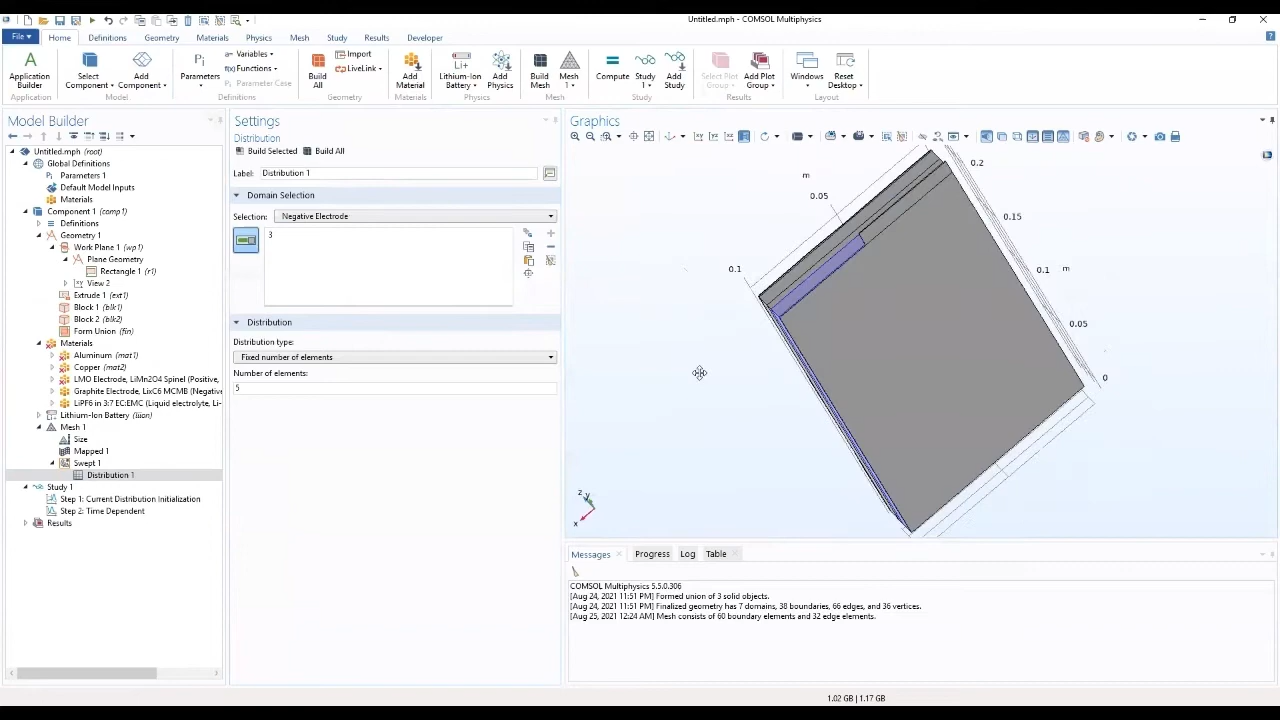 Untitled.mph - COMSOL Multiphysics
File Home Definitions Geometry Materials Physics Mesh Study Results Developer
Application Builder
Application
Select Component
Add Component
Model
Parameters
a= Variables
f(x) Functions
Pi Parameter Case
Definitions
Build All
Import
LiveLink
Geometry
Add Material
Materials
Lithium-Ion Battery
Add Physics
Physics
Build Mesh
Mesh 1
Mesh
Compute
Study 1
Add Study
Study
Select Plot Group
Add Plot Group
Results
Windows
Reset Desktop
Layout
Model Builder
Untitled.mph (root)
Global Definitions
Parameters 1
Default Model Inputs
Materials
Component 1 (comp1)
Definitions
Geometry 1
Work Plane 1 (wp1)
Plane Geometry
Rectangle 1 (r1)
View 2
Extrude 1 (ext1)
Block 1 (blk1)
Block 2 (blk2)
Form Union (fin)
Materials
Aluminum (mat1)
Copper (mat2)
LMO Electrode, LiMn2O4 Spinel (Positive,
Graphite Electrode, LixC6 MCMB (Negative
LiPF6 in 3:7 EC:EMC (Liquid electrolyte, Li-
Lithium-Ion Battery (liion)
Mesh 1
Size
Mapped 1
Swept 1
Distribution 1
Study 1
Step 1: Current Distribution Initialization
Step 2: Time Dependent
Results
Settings
Distribution
Build Selected Build All
Label: Distribution 1
Domain Selection
Selection: Negative Electrode
3
Distribution
Distribution type:
Fixed number of elements
Number of elements:
5
Graphics
m
0.05
0.1
0.2
0.15
0.1 m
0.05
0
z y
x
Messages Progress Log Table
COMSOL Multiphysics 5.5.0.306
[Aug 24, 2021 11:51 PM] Formed union of 3 solid objects.
[Aug 24, 2021 11:51 PM] Finalized geometry has 7 domains, 38 boundaries, 66 edges, and 36 vertices.
[Aug 25, 2021 12:24 AM] Mesh consists of 60 boundary elements and 32 edge elements.
1.02 GB | 1.17 GB